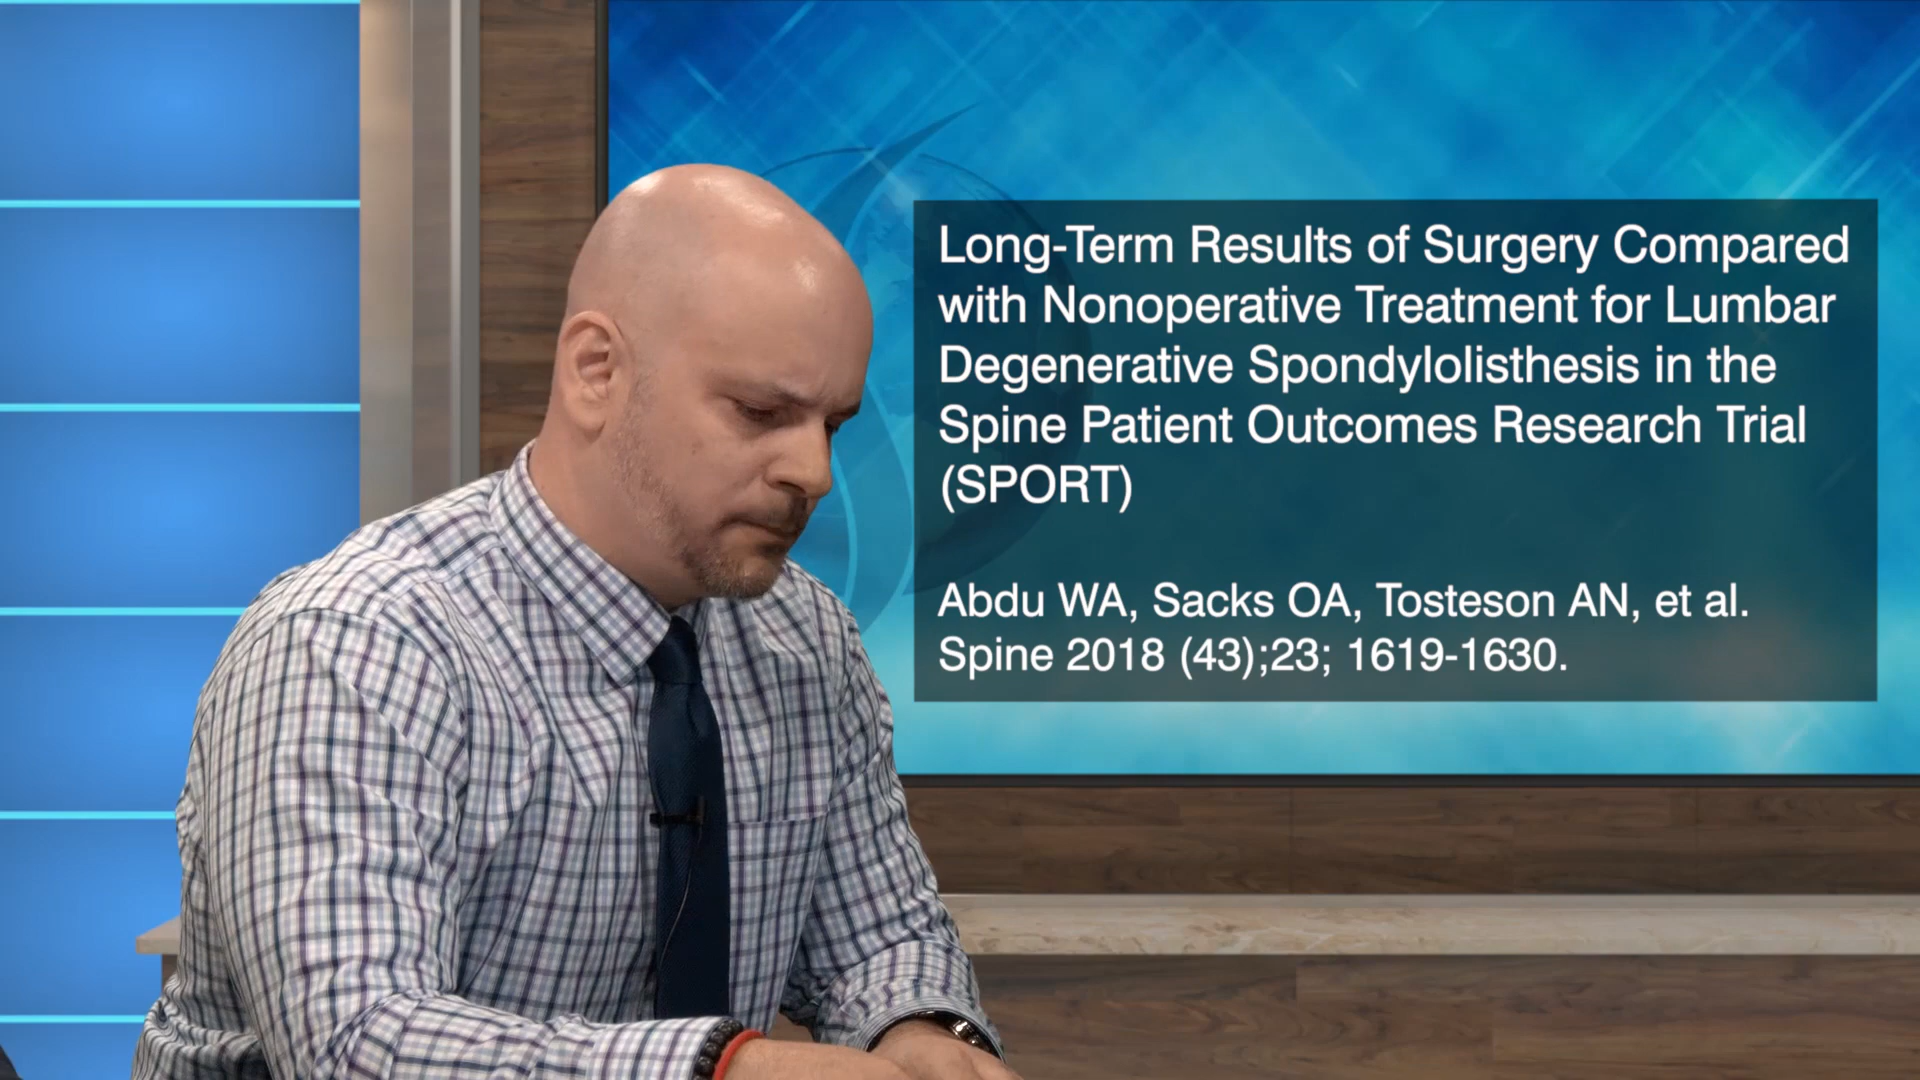 Long-Term Results of Surgery Compared
with Nonoperative Treatment for Lumbar
Degenerative Spondylolisthesis in the
Spine Patient Outcomes Research Trial
(SPORT)
Abdu WA, Sacks OA, Tosteson AN, et al.
Spine 2018 (43);23; 1619-1630.